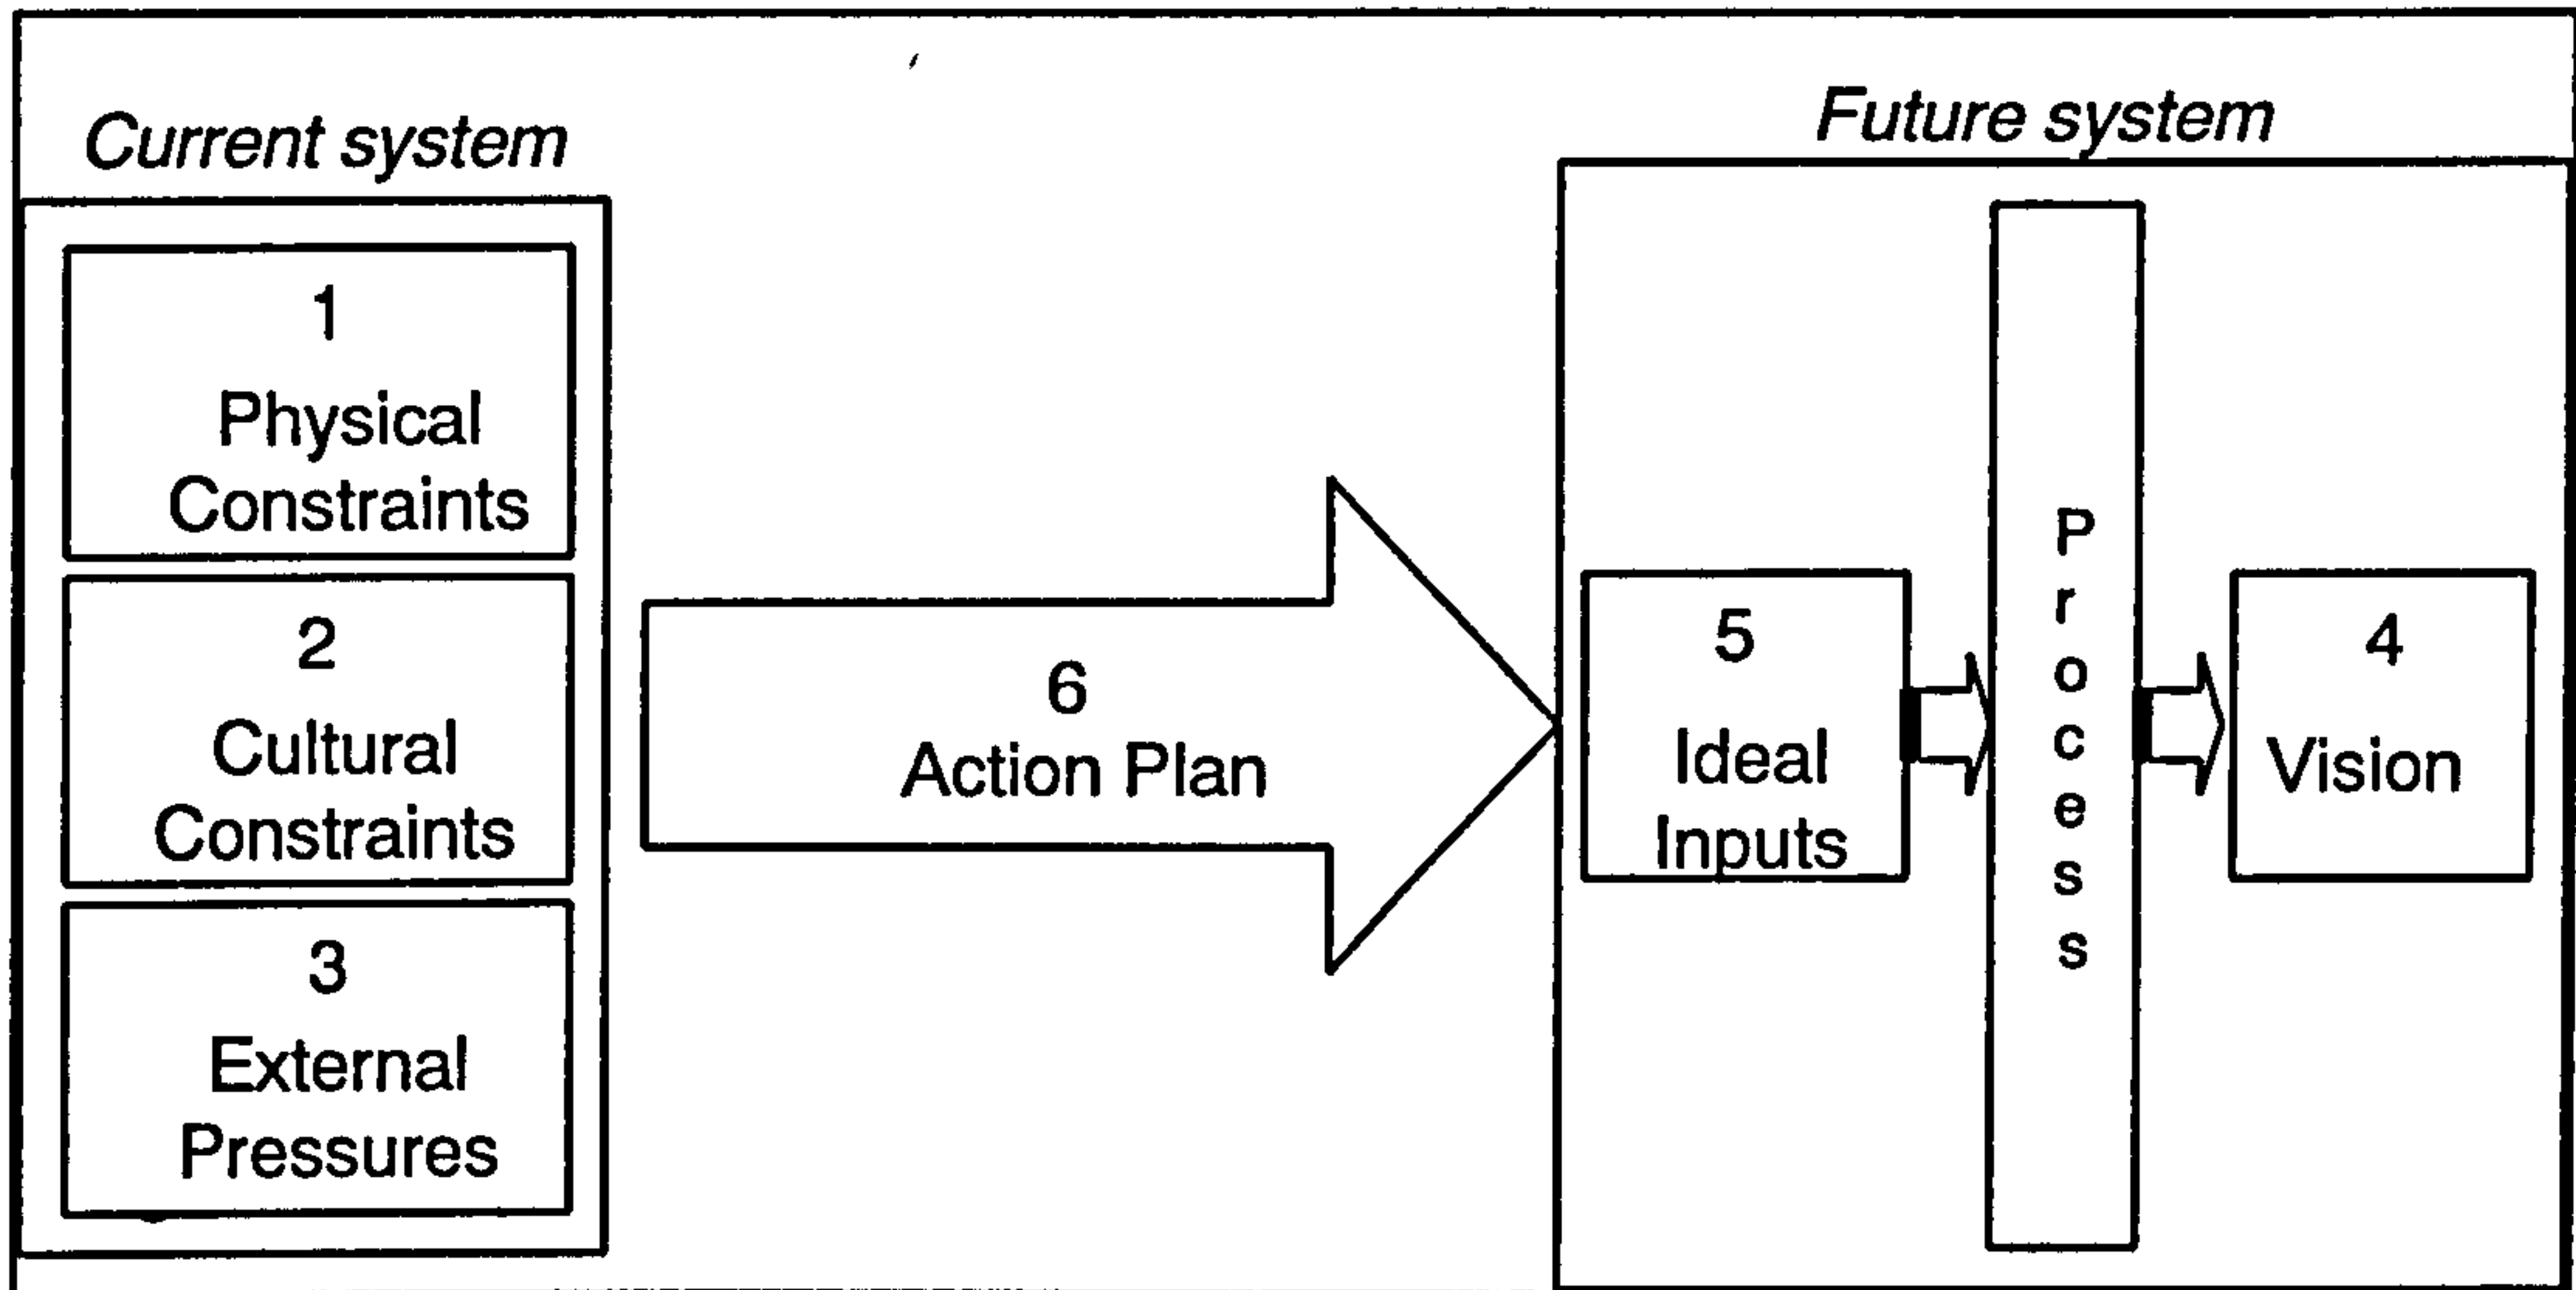 Current system
1
Physical
Constraints
2
Cultural
Constraints
3
External
Pressures
6
Action Plan
Future system
5
Ideal
Inputs
P
r
o
c
e
s
s
4
Vision